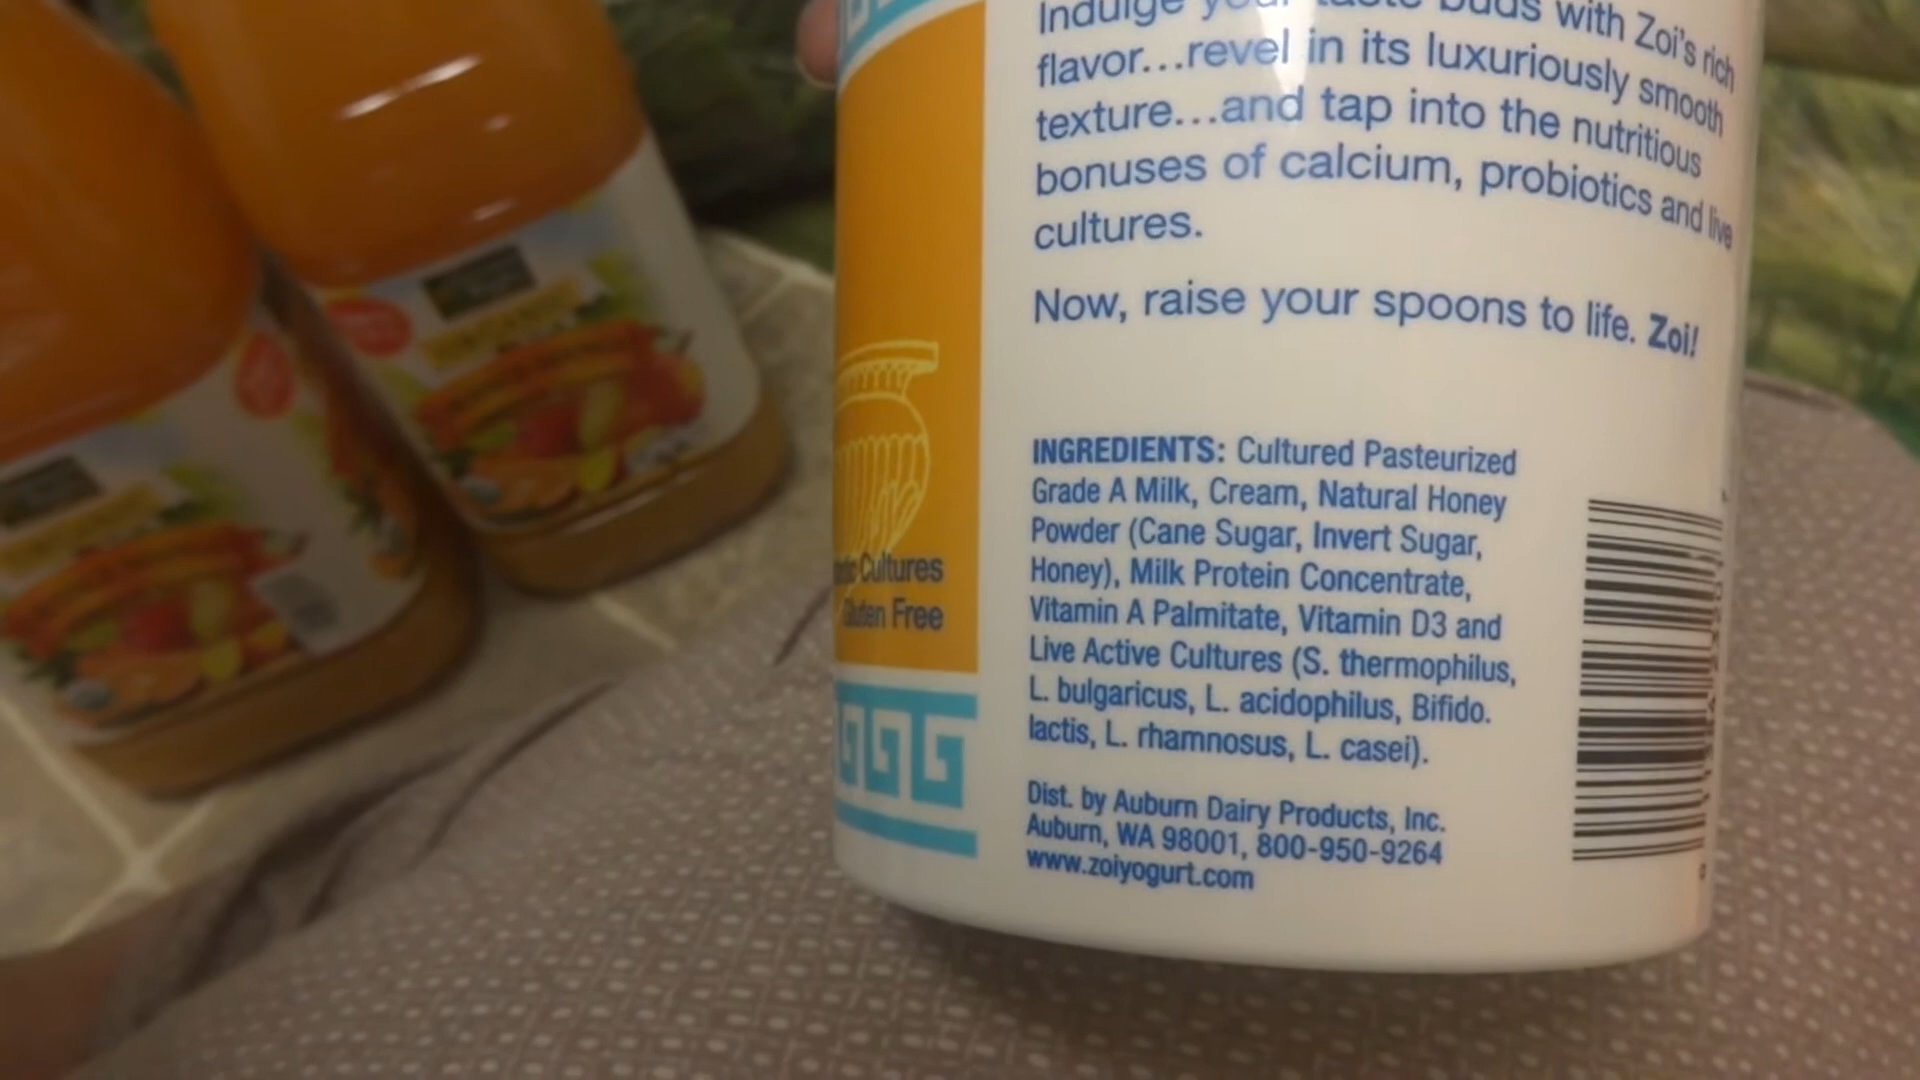 Indulge your taste buds with Zoi's rich
flavor...revel in its luxuriously smooth
texture...and tap into the nutritious
bonuses of calcium, probiotics and live
cultures.
Now, raise your spoons to life. Zoi!
INGREDIENTS: Cultured Pasteurized
Grade A Milk, Cream, Natural Honey
Powder (Cane Sugar, Invert Sugar,
Honey), Milk Protein Concentrate,
Vitamin A Palmitate, Vitamin D3 and
Live Active Cultures (S. thermophilus,
L. bulgaricus, L. acidophilus, Bifido.
lactis, L. rhamnosus, L. casei).
Dist. by Auburn Dairy Products, Inc.
Auburn, WA 98001, 800-950-9264
www.zoiyogurt.com
Cultures
Gluten Free